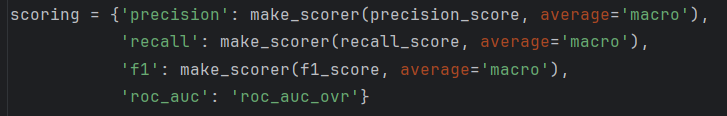 scoring = {'precision': make_scorer(precision_score, average='macro'),
'recall': make_scorer(recall_score, average='macro'),
'f1': make_scorer(f1_score, average='macro'),
'roc_auc': 'roc_auc_ovr'}